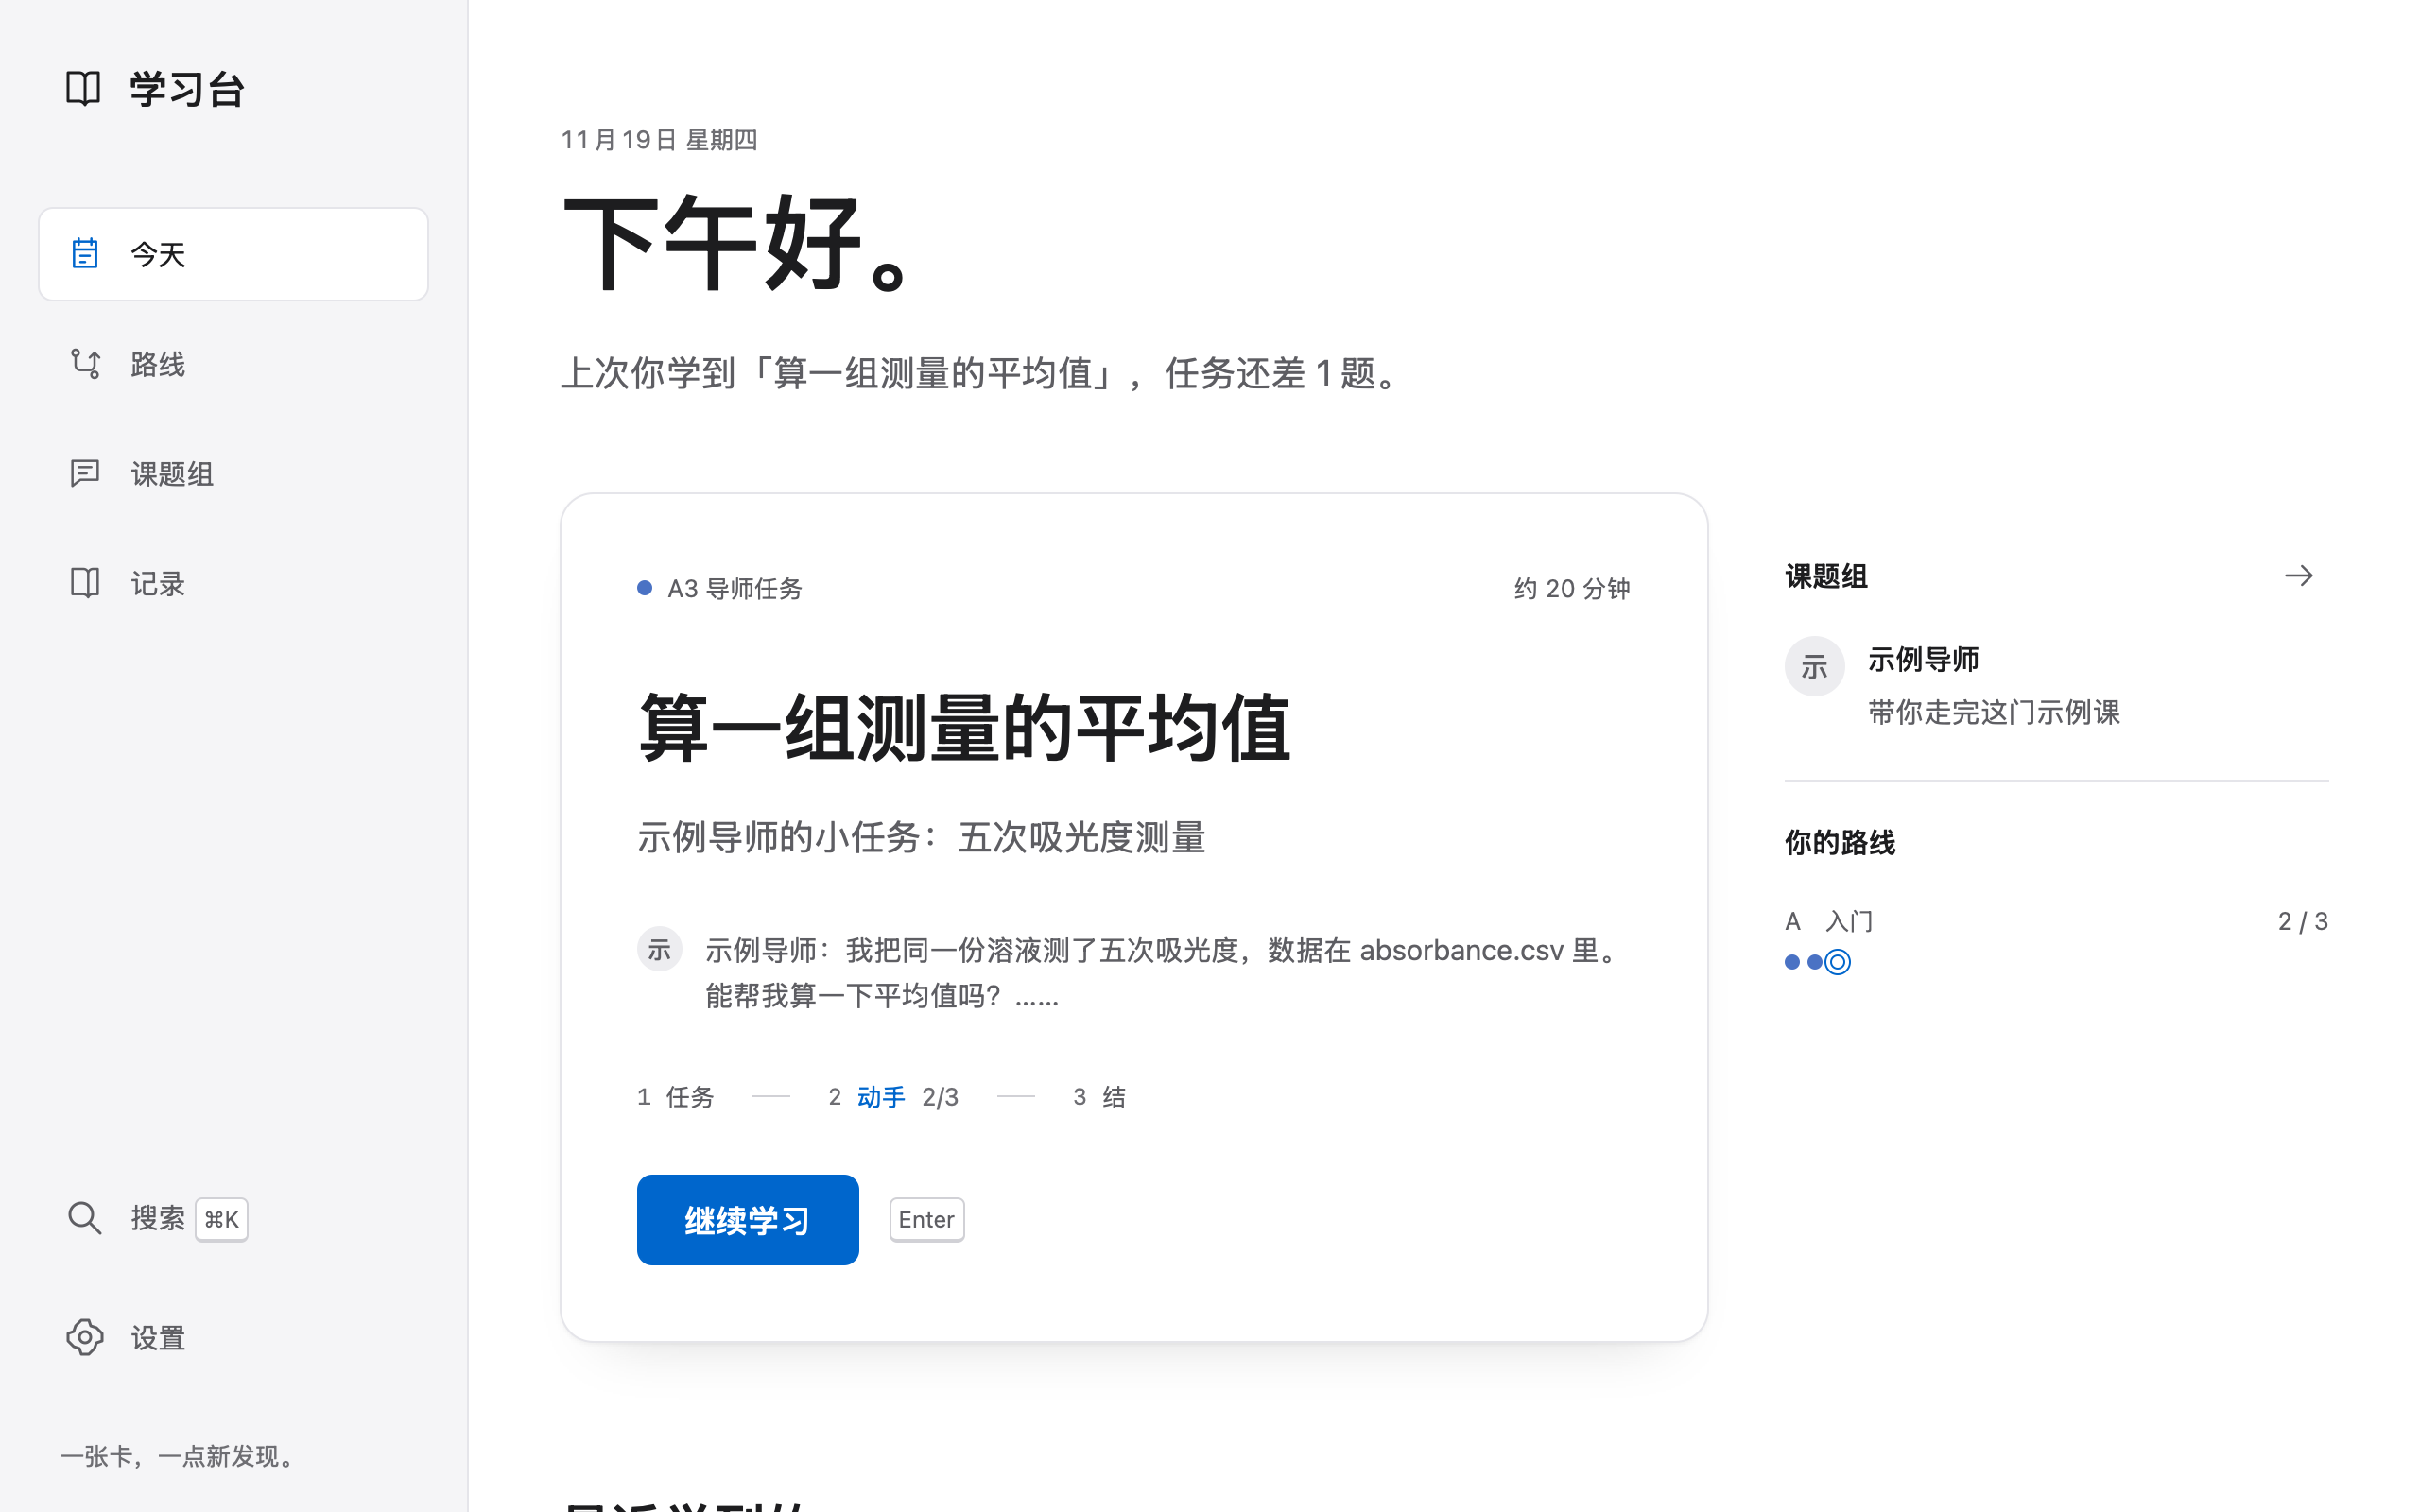 学习台
今天
路线
课题组
记录
搜索 ⌘K
设置
一张卡，一点新发现。
11月19日 星期四
下午好。
上次你学到「算一组测量的平均值」，任务还差 1 题。
A3 导师任务
约 20 分钟
算一组测量的平均值
示例导师的小任务：五次吸光度测量
示
示例导师：我把同一份溶液测了五次吸光度，数据在 absorbance.csv 里。
能帮我算一下平均值吗？……
1 任务 2 动手 2/3 3 结
继续学习 Enter
课题组
示
示例导师
带你走完这门示例课
你的路线
A 入门 2 / 3